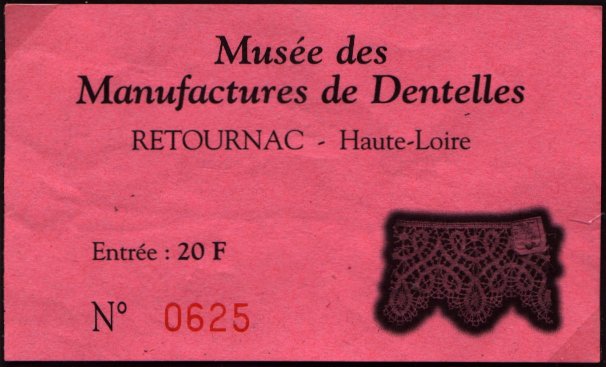 Musée des
Manufactures de Dentelles
RETOURNAC - Haute-Loire
Entrée : 20 F
N° 0625